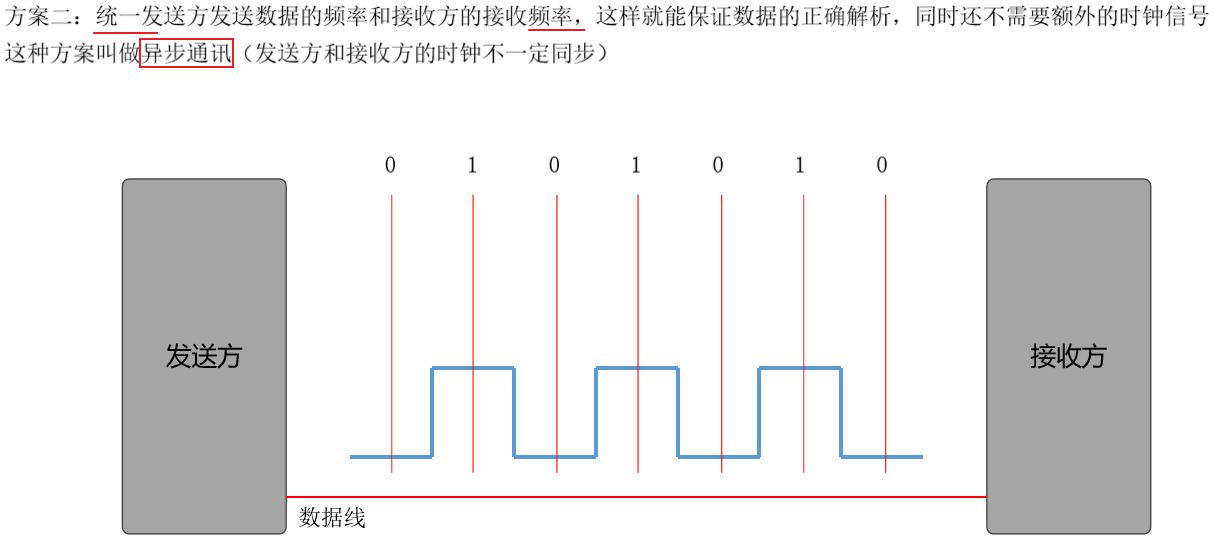 方案二：统一发送方发送数据的频率和接收方的接收频率，这样就能保证数据的正确解析，同时还不需要额外的时钟信号
这种方案叫做异步通讯（发送方和接收方的时钟不一定同步）
0 1 0 1 0 1 0
发送方
接收方
数据线